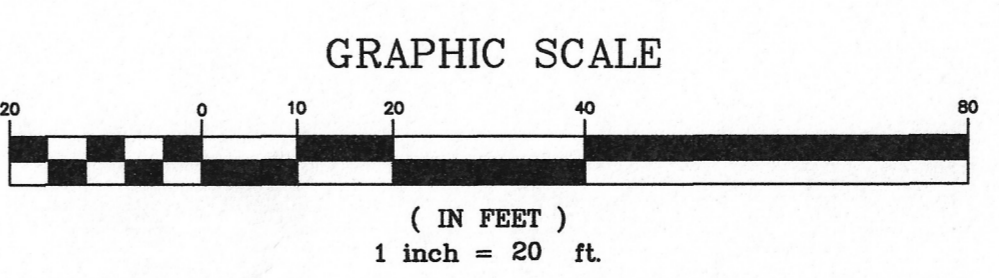 GRAPHIC SCALE
20 0 10 20 40 80
( IN FEET )
1 inch = 20 ft.